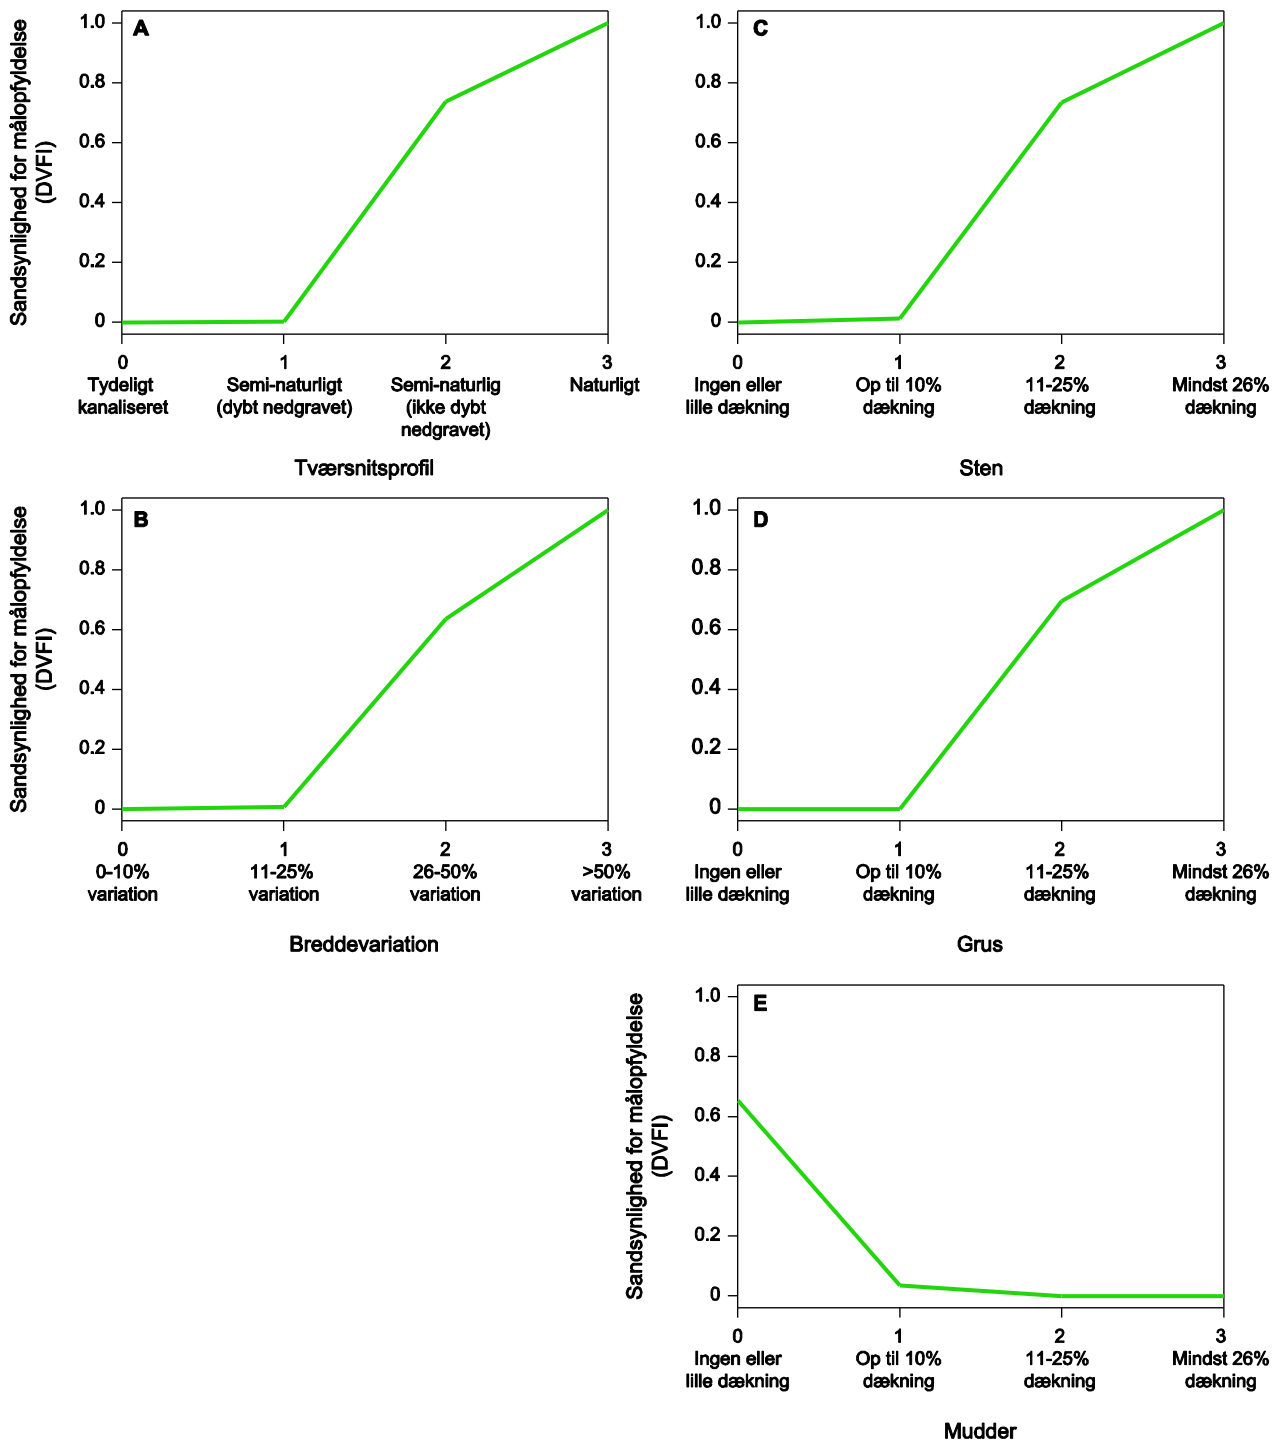 A
Sandsynlighed for målopfyldelse
(DVFI)
1.0
0.8
0.6
0.4
0.2
0
0 1 2 3
Tydeligt Semi-naturligt Semi-naturlig Naturligt
kanaliseret (dybt nedgravet) (ikke dybt
nedgravet)
Tværsnitsprofil
C
1.0
0.8
0.6
0.4
0.2
0
0 1 2 3
Ingen eller Op til 10% 11-25% Mindst 26%
lille dækning dækning dækning dækning
Sten
B
Sandsynlighed for målopfyldelse
(DVFI)
1.0
0.8
0.6
0.4
0.2
0
0 1 2 3
0-10% 11-25% 26-50% >50%
variation variation variation variation
Breddevariation
D
1.0
0.8
0.6
0.4
0.2
0
0 1 2 3
Ingen eller Op til 10% 11-25% Mindst 26%
lille dækning dækning dækning dækning
Grus
E
Sandsynlighed for målopfyldelse
(DVFI)
1.0
0.8
0.6
0.4
0.2
0
0 1 2 3
Ingen eller Op til 10% 11-25% Mindst 26%
lille dækning dækning dækning dækning
Mudder